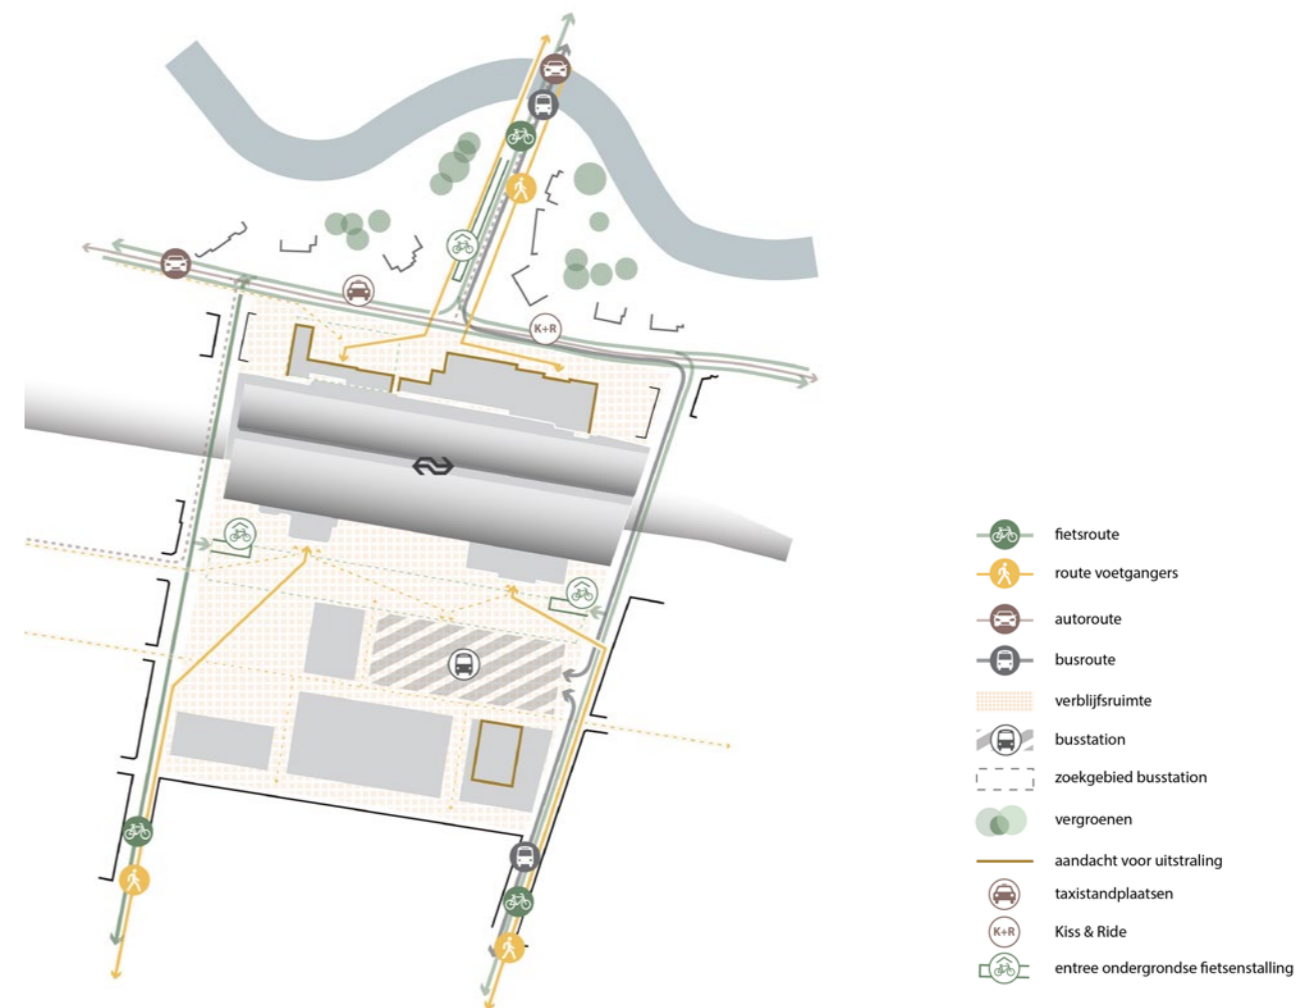 K+R
fietsroute
route voetgangers
autoroute
busroute
verblijfsruimte
busstation
zoekgebied busstation
vergroenen
aandacht voor uitstraling
taxistandplaatsen
K+R Kiss & Ride
entree ondergrondse fietsenstalling